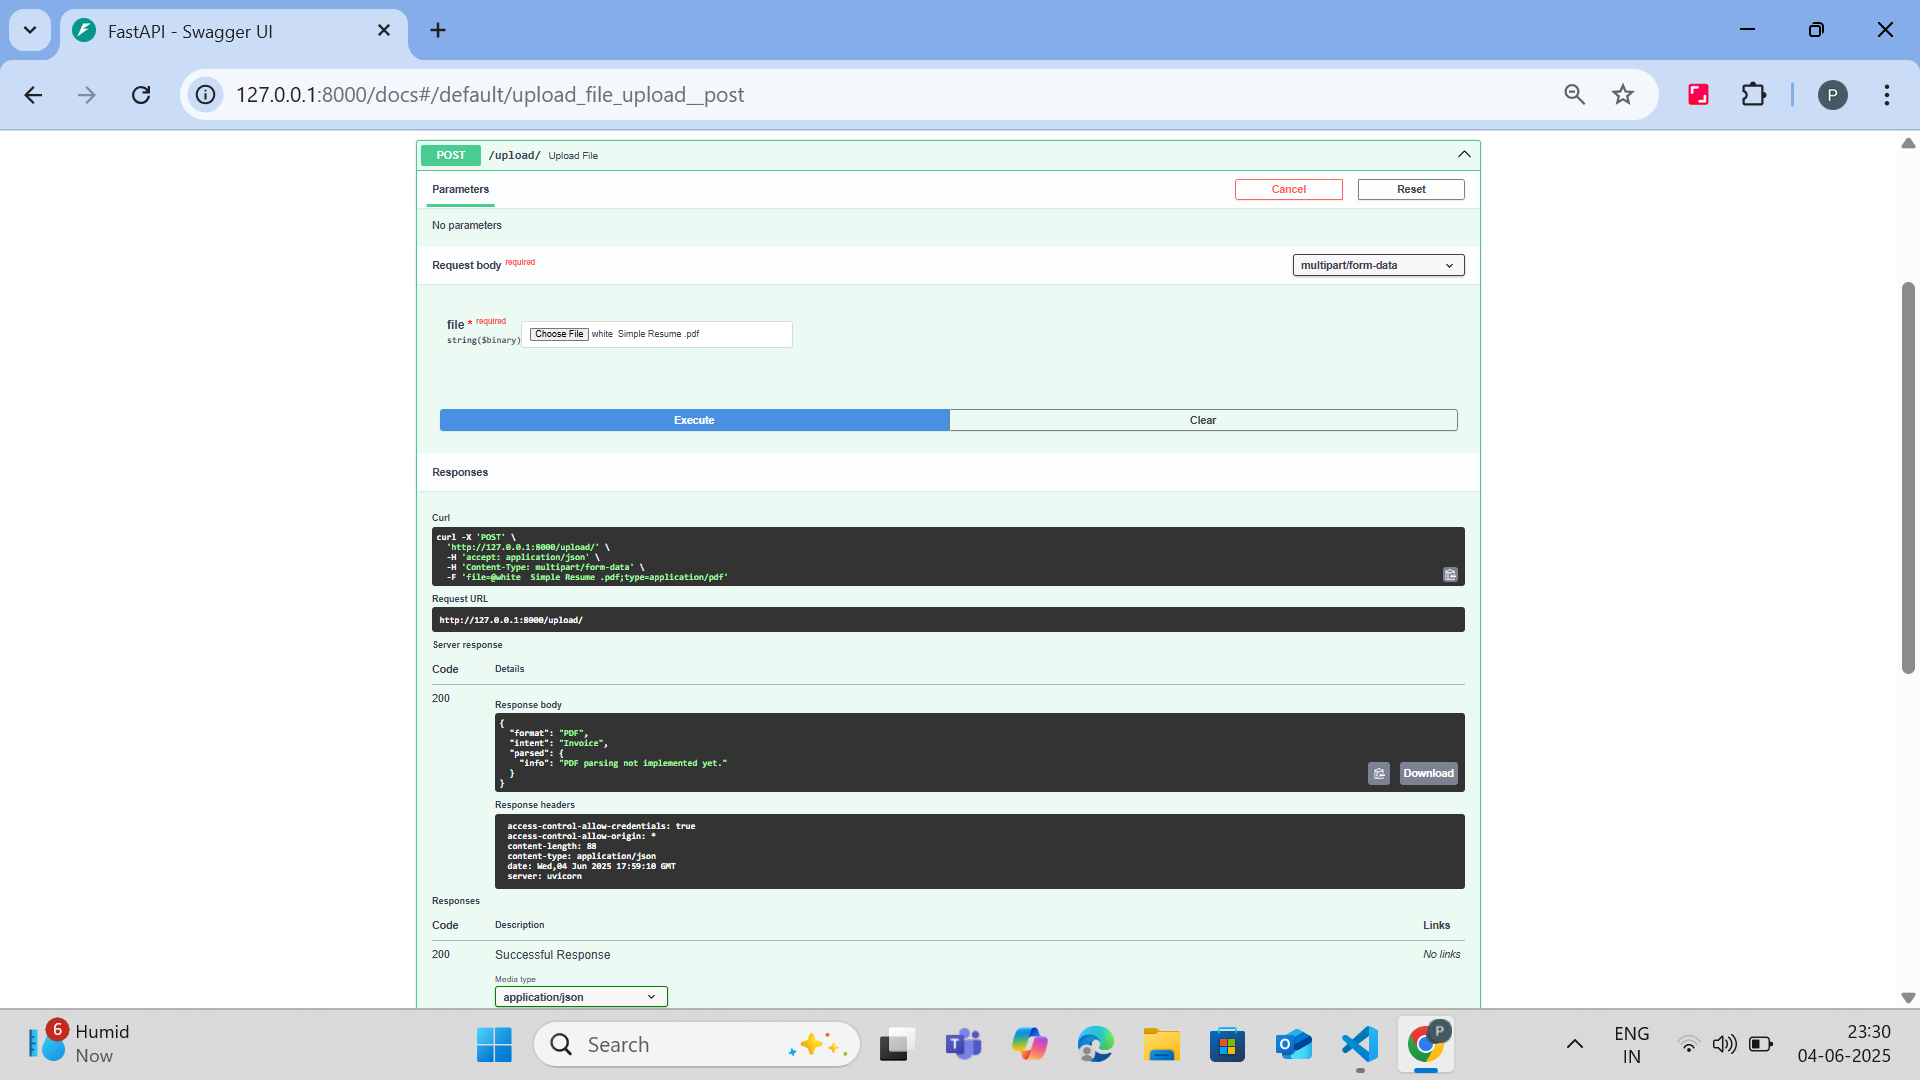 FastAPI - Swagger UI
127.0.0.1:8000/docs#/default/upload_file_upload__post
P
POST /upload/ Upload File
Parameters
Cancel
Reset
No parameters
Request body required
multipart/form-data
file * required
string($binary)
Choose File white  Simple Resume .pdf
Execute
Clear
Responses
Curl
curl -X 'POST' \
'http://127.0.0.1:8000/upload/' \
-H 'accept: application/json' \
-H 'Content-Type: multipart/form-data' \
-F 'file=@white  Simple Resume .pdf;type=application/pdf'
Request URL
http://127.0.0.1:8000/upload/
Server response
Code Details
200
Response body
{
"format": "PDF",
"intent": "Invoice",
"parsed": {
"info": "PDF parsing not implemented yet."
}
}
Download
Response headers
access-control-allow-credentials: true
access-control-allow-origin: *
content-length: 88
content-type: application/json
date: Wed,04 Jun 2025 17:59:10 GMT
server: uvicorn
Responses
Code Description Links
200 Successful Response No links
Media type
application/json
6
Humid
Now
Search
T
O
P
ENG
IN
23:30
04-06-2025